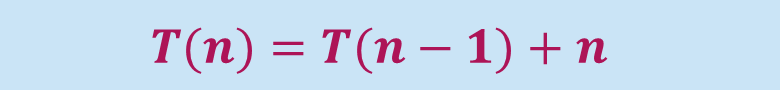 T(n) = T(n − 1) + n